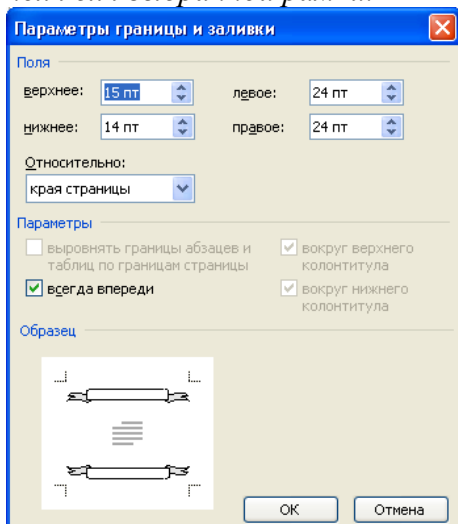 Параметры границы и заливки
Поля
верхнее: 15 пт левое: 24 пт
нижнее: 14 пт правое: 24 пт
Относительно:
края страницы
Параметры
выровнять границы абзацев и таблиц по границам страницы
вокруг верхнего колонтитула
всегда впереди
вокруг нижнего колонтитула
Образец
ОК Отмена